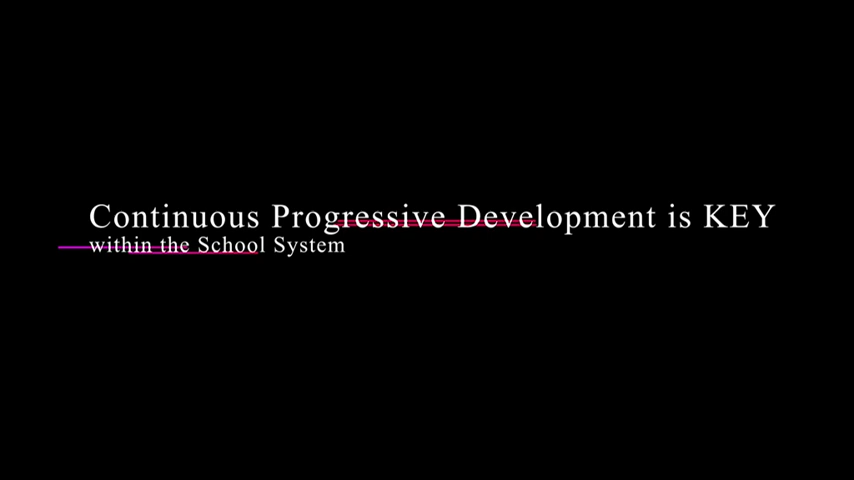 Continuous Progressive Development is KEY
within the School System